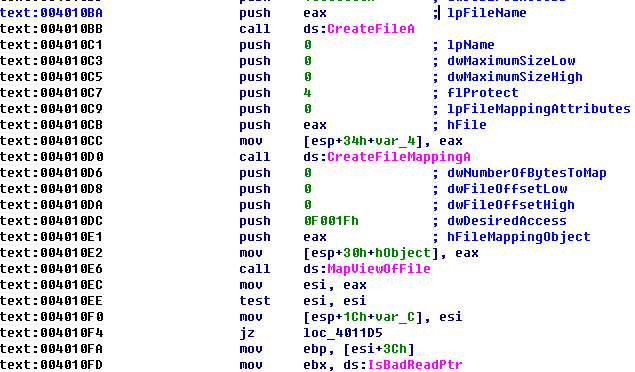 text:004010BA push eax ; lpFileName
text:004010BB call ds:CreateFileA
text:004010C1 push 0 ; lpName
text:004010C3 push 0 ; dwMaximumSizeLow
text:004010C5 push 0 ; dwMaximumSizeHigh
text:004010C7 push 4 ; flProtect
text:004010C9 push 0 ; lpFileMappingAttributes
text:004010CB push eax ; hFile
text:004010CC mov [esp+34h+var_4], eax
text:004010D0 call ds:CreateFileMappingA
text:004010D6 push 0 ; dwNumberOfBytesToMap
text:004010D8 push 0 ; dwFileOffsetLow
text:004010DA push 0 ; dwFileOffsetHigh
text:004010DC push 0F001Fh ; dwDesiredAccess
text:004010E1 push eax ; hFileMappingObject
text:004010E2 mov [esp+30h+hObject], eax
text:004010E6 call ds:MapViewOfFile
text:004010EC mov esi, eax
text:004010EE test esi, esi
text:004010F0 mov [esp+1Ch+var_C], esi
text:004010F4 jz loc_4011D5
text:004010FA mov ebp, [esi+3Ch]
text:004010FD mov ebx, ds:IsBadReadPtr